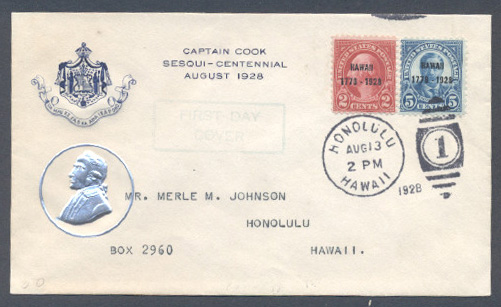 CAPTAIN COOK
SESQUI-CENTENNIAL
AUGUST 1928
FIRST DAY
COVER
HAWAII
1778-1928
2 CENTS 2
HAWAII
1778-1928
5 CENTS 5
HONOLULU
AUG 13
2 PM
HAWAII
1
1928
MR. MERLE M. JOHNSON
HONOLULU
BOX 2960
HAWAII.